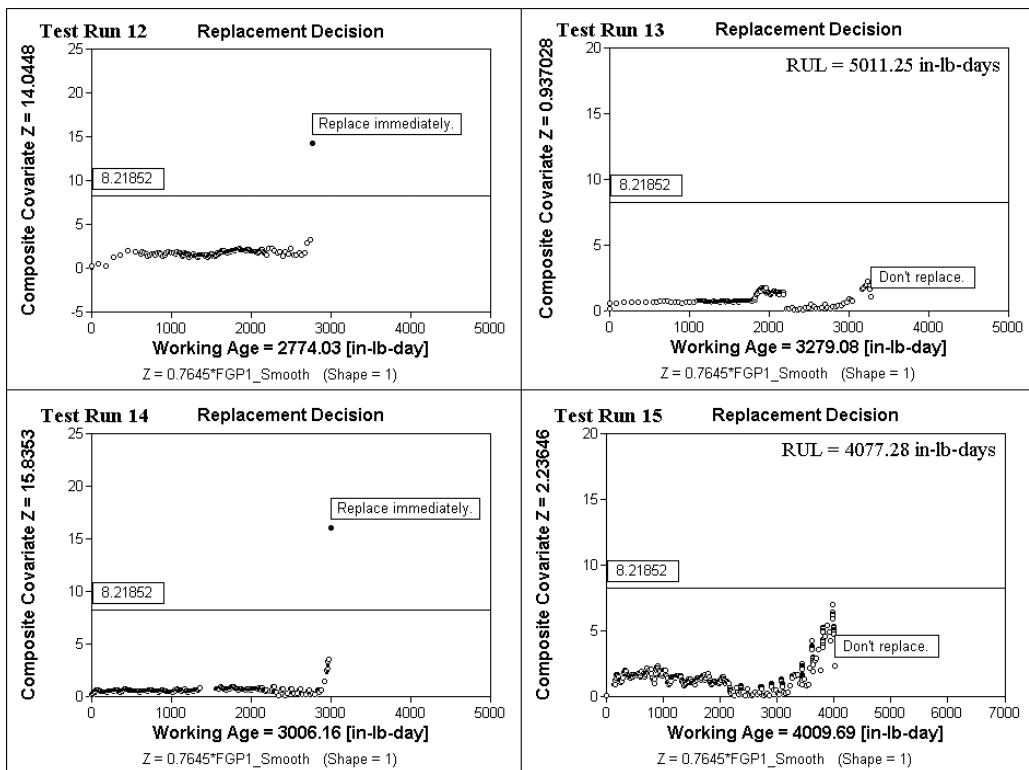 Test Run 12 Replacement Decision
Composite Covariate Z = 14.0448
25
20
15
10
5
0
-5
Replace immediately.
8.21852
0 1000 2000 3000 4000 5000
Working Age = 2774.03 [in-lb-day]
Z = 0.7645*FGP1_Smooth (Shape = 1)
Test Run 13 Replacement Decision
Composite Covariate Z = 0.937028
RUL = 5011.25 in-lb-days
20
15
10
5
0
8.21852
Don't replace.
0 1000 2000 3000 4000 5000
Working Age = 3279.08 [in-lb-day]
Z = 0.7645*FGP1_Smooth (Shape = 1)
Test Run 14 Replacement Decision
Composite Covariate Z = 15.8353
25
20
15
10
5
0
Replace immediately.
8.21852
0 1000 2000 3000 4000 5000
Working Age = 3006.16 [in-lb-day]
Z = 0.7645*FGP1_Smooth (Shape = 1)
Test Run 15 Replacement Decision
Composite Covariate Z = 2.23646
RUL = 4077.28 in-lb-days
20
15
10
5
0
8.21852
Don't replace.
0 1000 2000 3000 4000 5000 6000 7000
Working Age = 4009.69 [in-lb-day]
Z = 0.7645*FGP1_Smooth (Shape = 1)